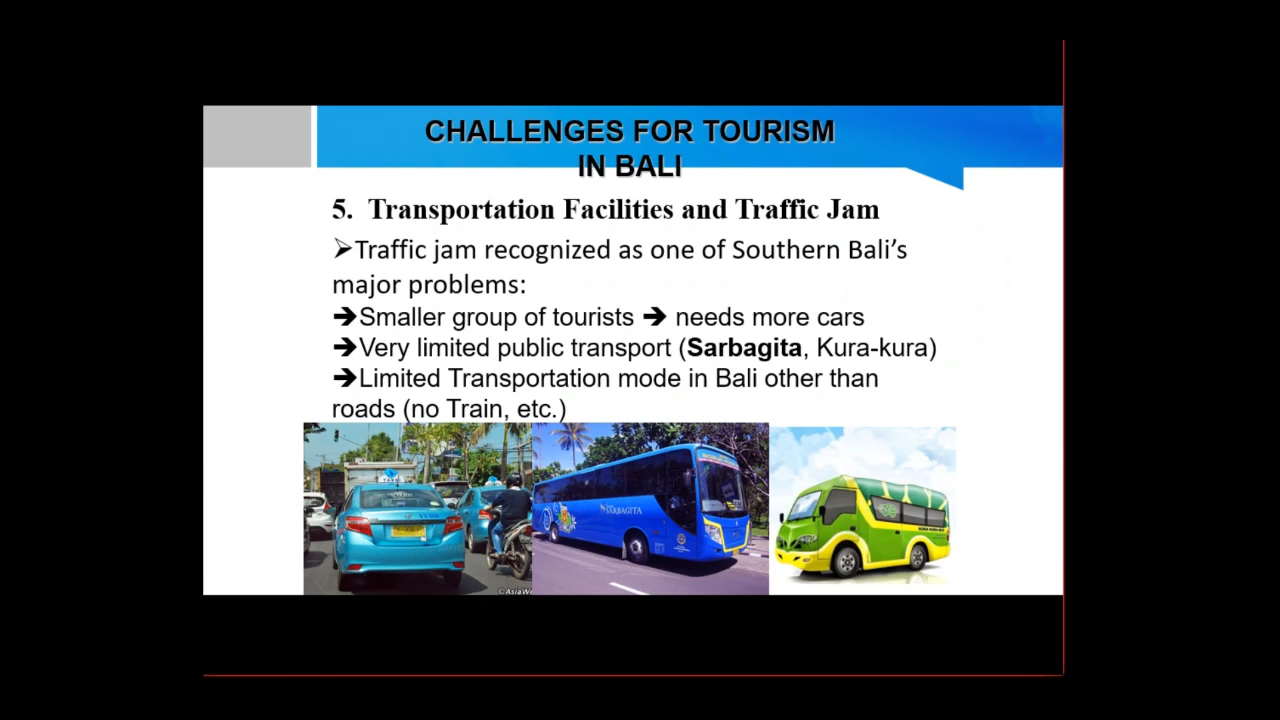 CHALLENGES FOR TOURISM
IN BALI
5. Transportation Facilities and Traffic Jam
➢Traffic jam recognized as one of Southern Bali’s
major problems:
➔Smaller group of tourists ➔ needs more cars
➔Very limited public transport (Sarbagita, Kura-kura)
➔Limited Transportation mode in Bali other than
roads (no Train, etc.)
SARBAGITA
©AsiaWe